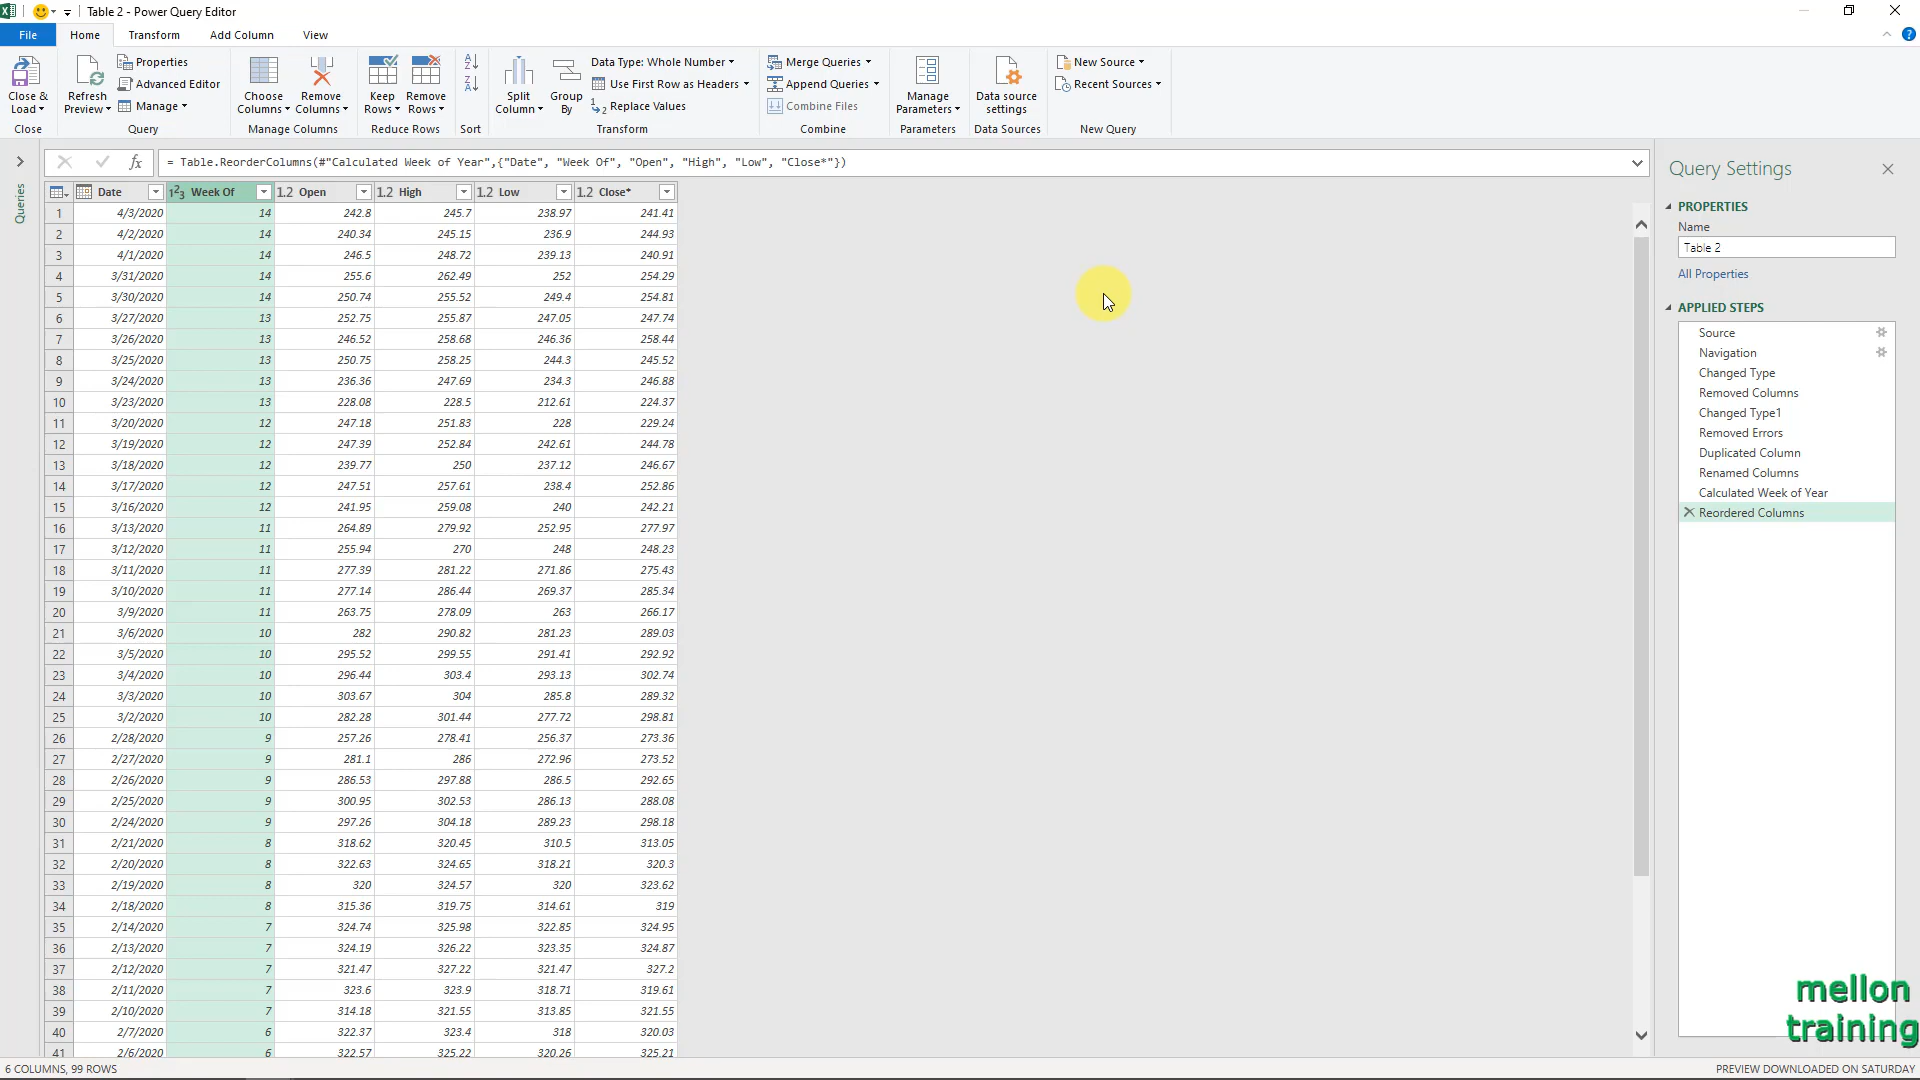 Table 2 - Power Query Editor
File Home Transform Add Column View
Close & Load
Close
Refresh Preview
Properties
Advanced Editor
Manage
Query
Choose Columns
Remove Columns
Manage Columns
Keep Rows
Remove Rows
Reduce Rows
Sort
Split Column
Group By
Data Type: Whole Number
Use First Row as Headers
Replace Values
Transform
Merge Queries
Append Queries
Combine Files
Combine
Manage Parameters
Parameters
Data source settings
Data Sources
New Source
Recent Sources
New Query
Queries
fx = Table.ReorderColumns(#"Calculated Week of Year",{"Date", "Week Of", "Open", "High", "Low", "Close*"})
Date 123 Week Of 1.2 Open 1.2 High 1.2 Low 1.2 Close*
1 4/3/2020 14 242.8 245.7 238.97 241.41
2 4/2/2020 14 240.34 245.15 236.9 244.93
3 4/1/2020 14 246.5 248.72 239.13 240.91
4 3/31/2020 14 255.6 262.49 252 254.29
5 3/30/2020 14 250.74 255.52 249.4 254.81
6 3/27/2020 13 252.75 255.87 247.05 247.74
7 3/26/2020 13 246.52 258.68 246.36 258.44
8 3/25/2020 13 250.75 258.25 244.3 245.52
9 3/24/2020 13 236.36 247.69 234.3 246.88
10 3/23/2020 13 228.08 228.5 212.61 224.37
11 3/20/2020 12 247.18 251.83 228 229.24
12 3/19/2020 12 247.39 252.84 242.61 244.78
13 3/18/2020 12 239.77 250 237.12 246.67
14 3/17/2020 12 247.51 257.61 238.4 252.86
15 3/16/2020 12 241.95 259.08 240 242.21
16 3/13/2020 11 264.89 279.92 252.95 277.97
17 3/12/2020 11 255.94 270 248 248.23
18 3/11/2020 11 277.39 281.22 271.86 275.43
19 3/10/2020 11 277.14 286.44 269.37 285.34
20 3/9/2020 11 263.75 278.09 263 266.17
21 3/6/2020 10 282 290.82 281.23 289.03
22 3/5/2020 10 295.52 299.55 291.41 292.92
23 3/4/2020 10 296.44 303.4 293.13 302.74
24 3/3/2020 10 303.67 304 285.8 289.32
25 3/2/2020 10 282.28 301.44 277.72 298.81
26 2/28/2020 9 257.26 278.41 256.37 273.36
27 2/27/2020 9 281.1 286 272.96 273.52
28 2/26/2020 9 286.53 297.88 286.5 292.65
29 2/25/2020 9 300.95 302.53 286.13 288.08
30 2/24/2020 9 297.26 304.18 289.23 298.18
31 2/21/2020 8 318.62 320.45 310.5 313.05
32 2/20/2020 8 322.63 324.65 318.21 320.3
33 2/19/2020 8 320 324.57 320 323.62
34 2/18/2020 8 315.36 319.75 314.61 319
35 2/14/2020 7 324.74 325.98 322.85 324.95
36 2/13/2020 7 324.19 326.22 323.35 324.87
37 2/12/2020 7 321.47 327.22 321.47 327.2
38 2/11/2020 7 323.6 323.9 318.71 319.61
39 2/10/2020 7 314.18 321.55 313.85 321.55
40 2/7/2020 6 322.37 323.4 318 320.03
41 2/6/2020 6 322.57 325.22 320.26 325.21
Query Settings
PROPERTIES
Name
Table 2
All Properties
APPLIED STEPS
Source
Navigation
Changed Type
Removed Columns
Changed Type1
Removed Errors
Duplicated Column
Renamed Columns
Calculated Week of Year
Reordered Columns
mellon
training
6 COLUMNS, 99 ROWS
PREVIEW DOWNLOADED ON SATURDAY